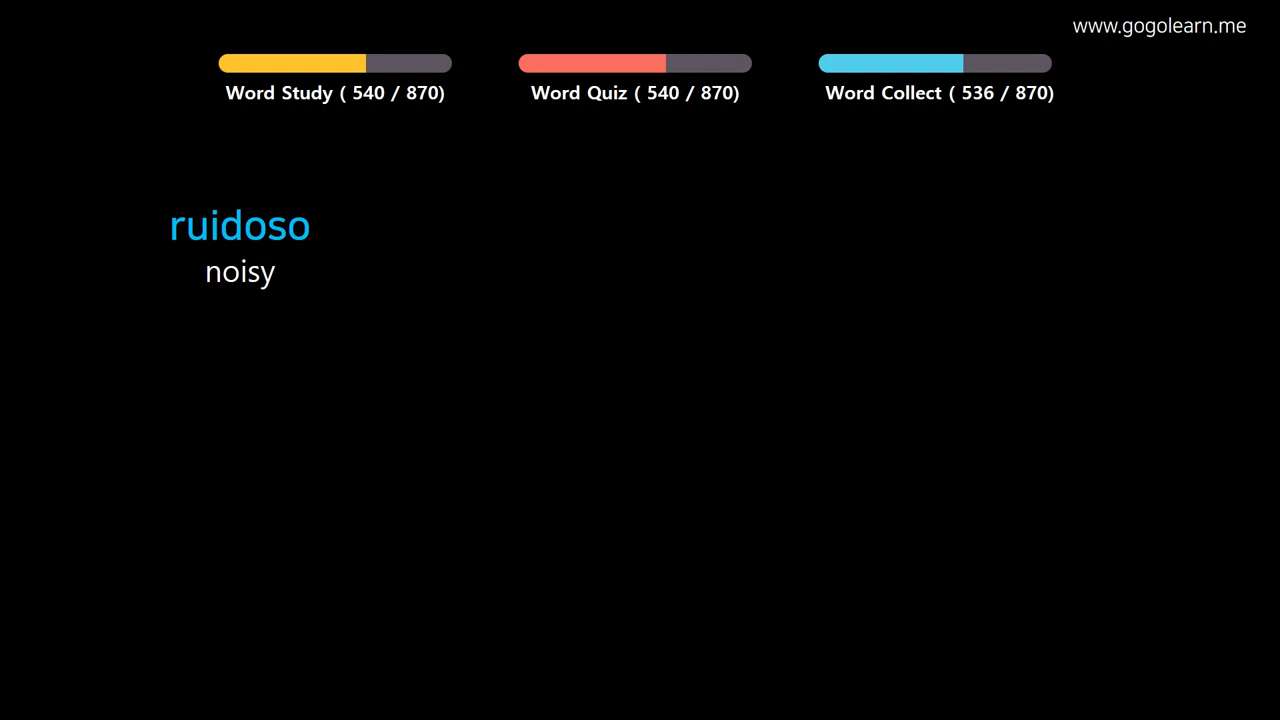 www.gogolearn.me
Word Study ( 540 / 870)
Word Quiz ( 540 / 870)
Word Collect ( 536 / 870)
ruidoso
noisy